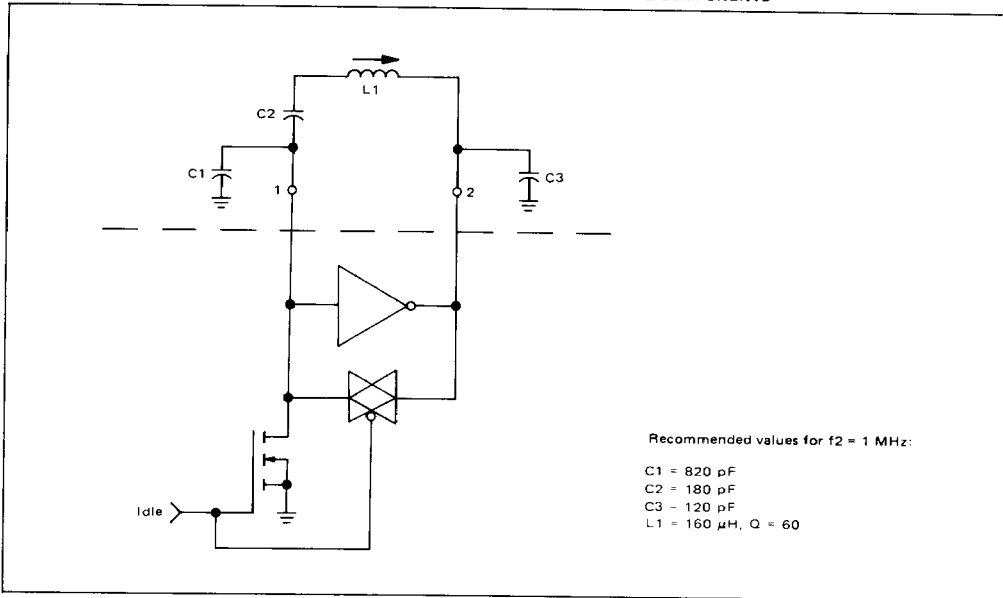 L1
C2
C1
C3
1
2
Idle
Recommended values for f2 = 1 MHz:
C1 = 820 pF
C2 = 180 pF
C3 - 120 pF
L1 = 160 μH, Q = 60